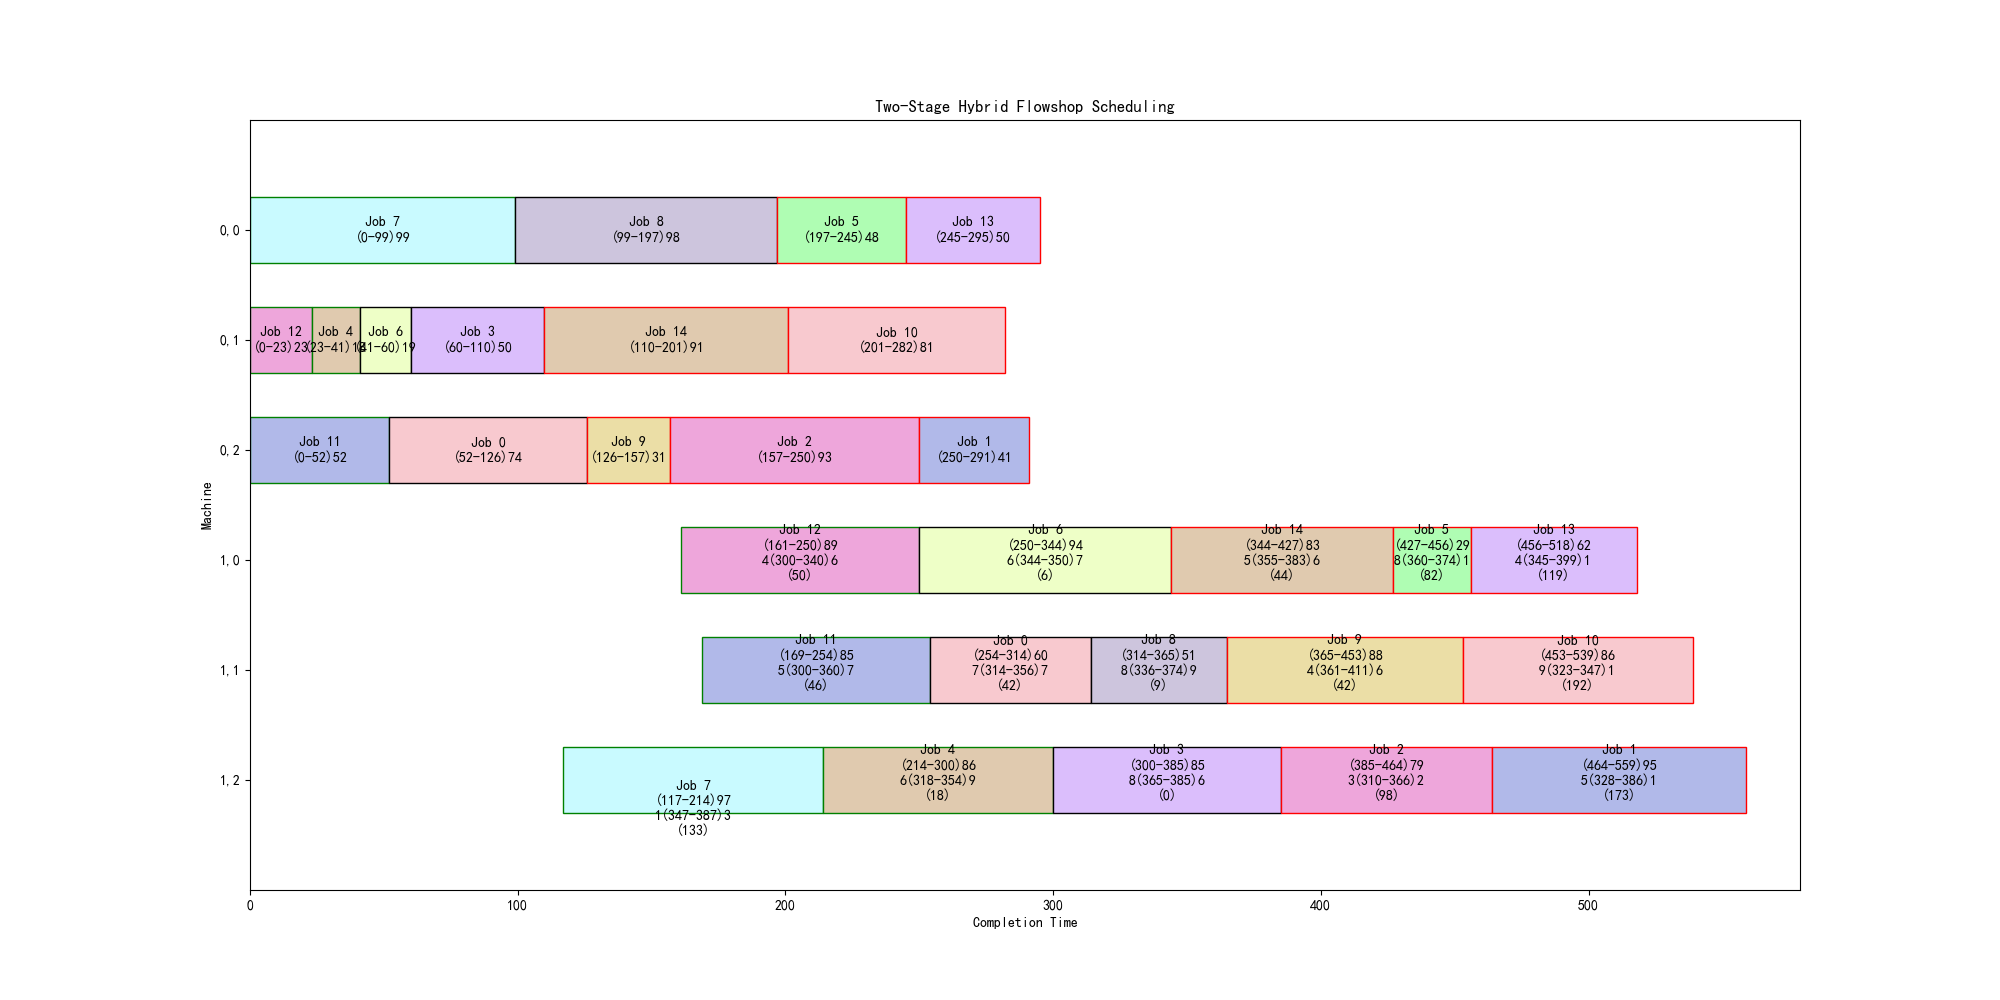 Two-Stage Hybrid Flowshop Scheduling
0,0
Job 7
(0-99)99
Job 8
(99-197)98
Job 5
(197-245)48
Job 13
(245-295)50
0,1
Job 12
(0-23)23
Job 4
(23-41)18
Job 6
(41-60)19
Job 3
(60-110)50
Job 14
(110-201)91
Job 10
(201-282)81
0,2
Job 11
(0-52)52
Job 0
(52-126)74
Job 9
(126-157)31
Job 2
(157-250)93
Job 1
(250-291)41
Machine
1,0
Job 12
(161-250)89
4(300-340)6
(50)
Job 6
(250-344)94
6(344-350)7
(6)
Job 14
(344-427)83
5(355-383)6
(44)
Job 5
(427-456)29
8(360-374)1
(82)
Job 13
(456-518)62
4(345-399)1
(119)
1,1
Job 11
(169-254)85
5(300-360)7
(46)
Job 0
(254-314)60
7(314-356)7
(42)
Job 8
(314-365)51
8(336-374)9
(9)
Job 9
(365-453)88
4(361-411)6
(42)
Job 10
(453-539)86
9(323-347)1
(192)
1,2
Job 7
(117-214)97
1(347-387)3
(133)
Job 4
(214-300)86
6(318-354)9
(18)
Job 3
(300-385)85
8(365-385)6
(0)
Job 2
(385-464)79
3(310-366)2
(98)
Job 1
(464-559)95
5(328-386)1
(173)
0
100
200
300
400
500
Completion Time